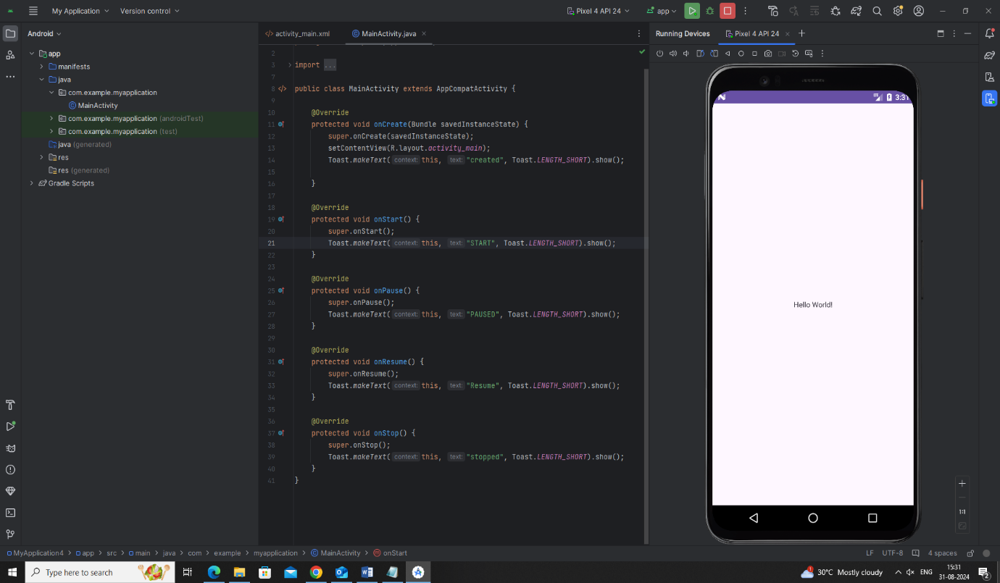 My Application
Version control
Pixel 4 API 24
app
Android
activity_main.xml
MainActivity.java
Running Devices
Pixel 4 API 24
app
manifests
java
com.example.myapplication
MainActivity
com.example.myapplication (androidTest)
com.example.myapplication (test)
java (generated)
res
res (generated)
Gradle Scripts
2
3 import ...
7
8 public class MainActivity extends AppCompatActivity {
9
10 @Override
11 protected void onCreate(Bundle savedInstanceState) {
12 super.onCreate(savedInstanceState);
13 setContentView(R.layout.activity_main);
14 Toast.makeText( context: this, text: "created", Toast.LENGTH_SHORT).show();
15
16 }
17
18 @Override
19 protected void onStart() {
20 super.onStart();
21 Toast.makeText( context: this, text: "START", Toast.LENGTH_SHORT).show();
22 }
23
24 @Override
25 protected void onPause() {
26 super.onPause();
27 Toast.makeText( context: this, text: "PAUSED", Toast.LENGTH_SHORT).show();
28 }
29
30 @Override
31 protected void onResume() {
32 super.onResume();
33 Toast.makeText( context: this, text: "Resume", Toast.LENGTH_SHORT).show();
34 }
35
36 @Override
37 protected void onStop() {
38 super.onStop();
39 Toast.makeText( context: this, text: "stopped", Toast.LENGTH_SHORT).show();
40 }
41 }
LTE 3:31
Hello World!
1:1
MyApplication4 > app > src > main > java > com > example > myapplication > MainActivity > onStart
LF UTF-8 4 spaces
Type here to search
30°C Mostly cloudy
ENG
15:31
31-08-2024
2